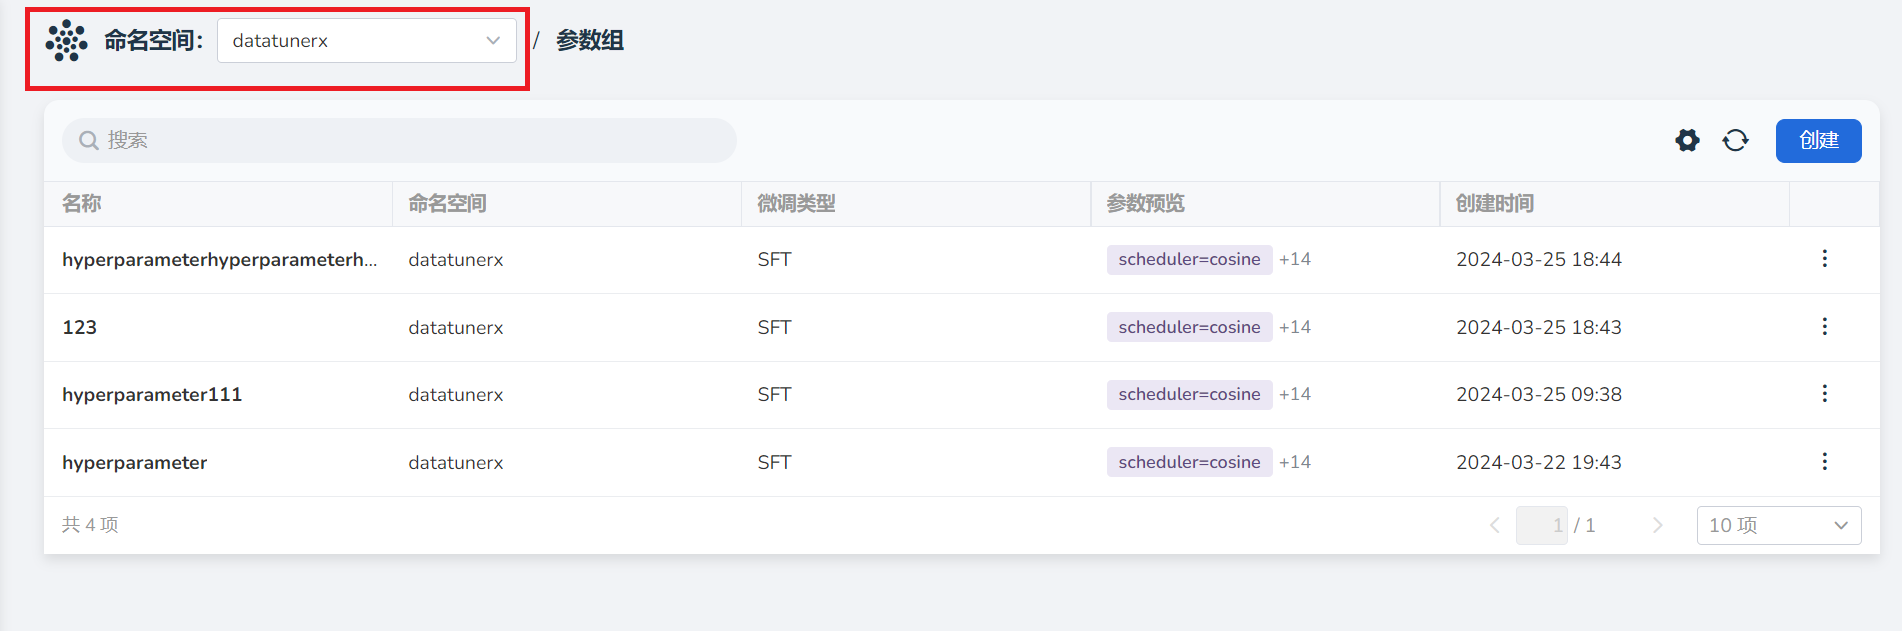 命名空间： datatunerx / 参数组
搜索 创建
名称 命名空间 微调类型 参数预览 创建时间
hyperparameterhyperparameterh... datatunerx SFT scheduler=cosine +14 2024-03-25 18:44
123 datatunerx SFT scheduler=cosine +14 2024-03-25 18:43
hyperparameter111 datatunerx SFT scheduler=cosine +14 2024-03-25 09:38
hyperparameter datatunerx SFT scheduler=cosine +14 2024-03-22 19:43
共 4 项 1 / 1 10 项